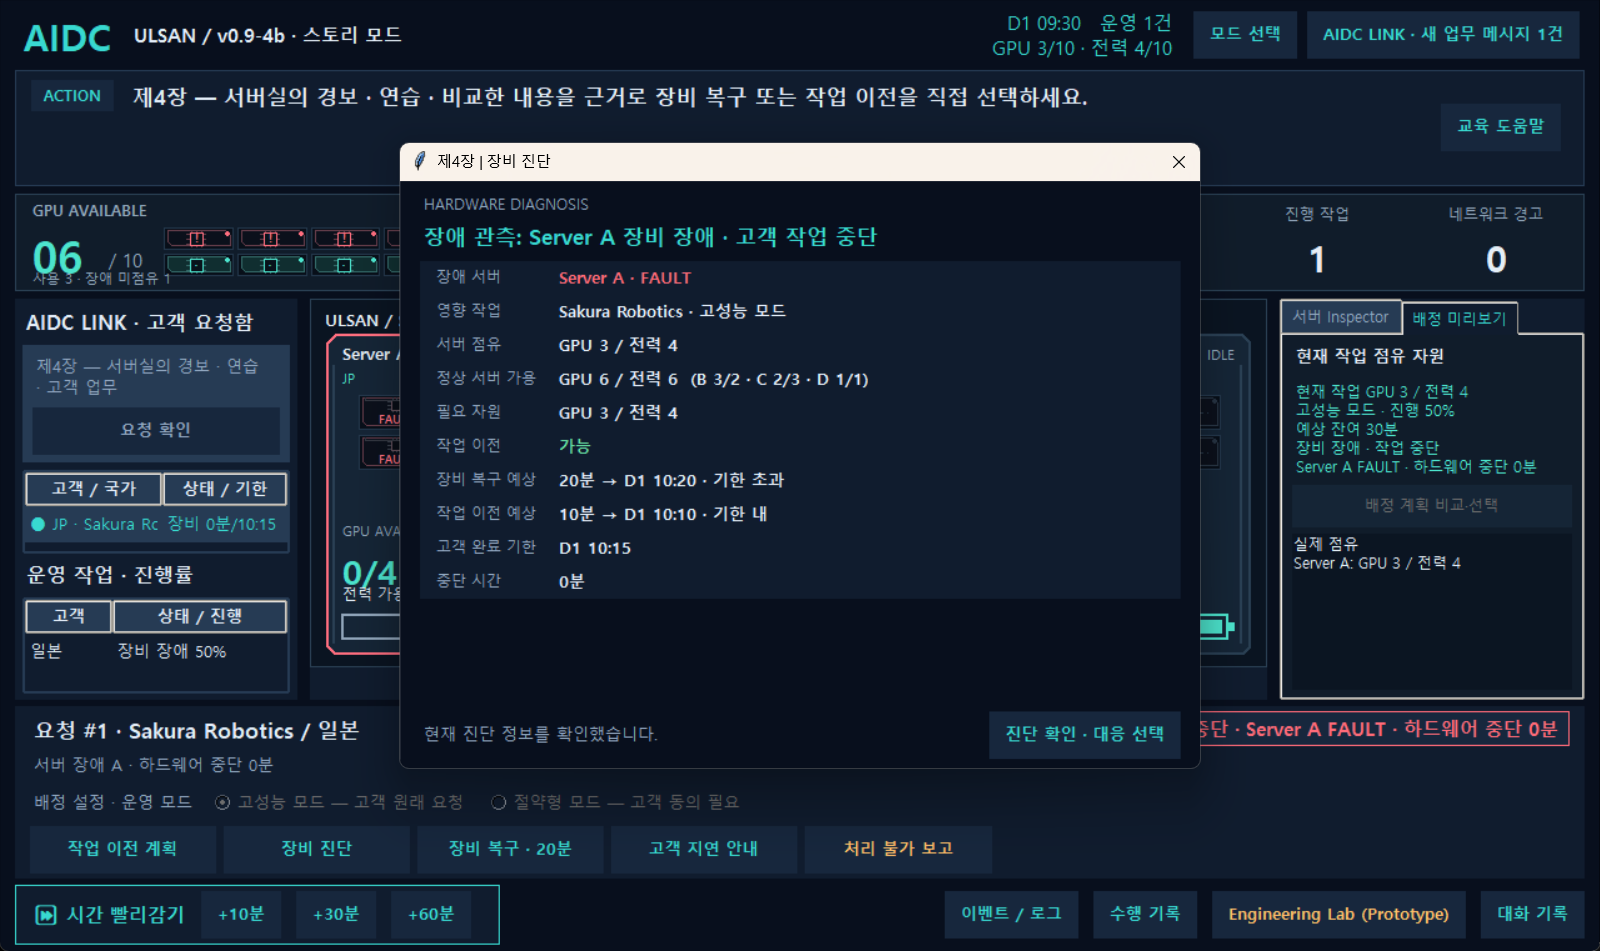 AIDC
ULSAN / v0.9-4b · 스토리 모드
D1 09:30 운영 1건
GPU 3/10 · 전력 4/10
모드 선택
AIDC LINK · 새 업무 메시지 1건
ACTION
제4장 — 서버실의 경보 · 연습 · 비교한 내용을 근거로 장비 복구 또는 작업 이전을 직접 선택하세요.
교육 도움말
GPU AVAILABLE
06 / 10
사용 3 · 장애 미점유 1
진행 작업
1
네트워크 경고
0
제4장 | 장비 진단
HARDWARE DIAGNOSIS
장애 관측: Server A 장비 장애 · 고객 작업 중단
장애 서버 Server A · FAULT
영향 작업 Sakura Robotics · 고성능 모드
서버 점유 GPU 3 / 전력 4
정상 서버 가용 GPU 6 / 전력 6 (B 3/2 · C 2/3 · D 1/1)
필요 자원 GPU 3 / 전력 4
작업 이전 가능
장비 복구 예상 20분 → D1 10:20 · 기한 초과
작업 이전 예상 10분 → D1 10:10 · 기한 내
고객 완료 기한 D1 10:15
중단 시간 0분
현재 진단 정보를 확인했습니다.
진단 확인 · 대응 선택
AIDC LINK · 고객 요청함
제4장 — 서버실의 경보 · 연습
· 고객 업무
요청 확인
고객 / 국가 상태 / 기한
JP · Sakura Rc 장비 0분/10:15
운영 작업 · 진행률
고객 상태 / 진행
일본 장비 장애 50%
ULSAN /
Server A
JP
FAU
FAU
GPU AVA
0/4
전력 가용
IDLE
서버 Inspector
배정 미리보기
현재 작업 점유 자원
현재 작업 GPU 3 / 전력 4
고성능 모드 · 진행 50%
예상 잔여 30분
장비 장애 · 작업 중단
Server A FAULT · 하드웨어 중단 0분
배정 계획 비교·선택
실제 점유
Server A: GPU 3 / 전력 4
요청 #1 · Sakura Robotics / 일본
중단 · Server A FAULT · 하드웨어 중단 0분
서버 장애 A · 하드웨어 중단 0분
배정 설정 · 운영 모드 고성능 모드 — 고객 원래 요청 절약형 모드 — 고객 동의 필요
작업 이전 계획
장비 진단
장비 복구 · 20분
고객 지연 안내
처리 불가 보고
시간 빨리감기
+10분
+30분
+60분
이벤트 / 로그
수행 기록
Engineering Lab (Prototype)
대화 기록